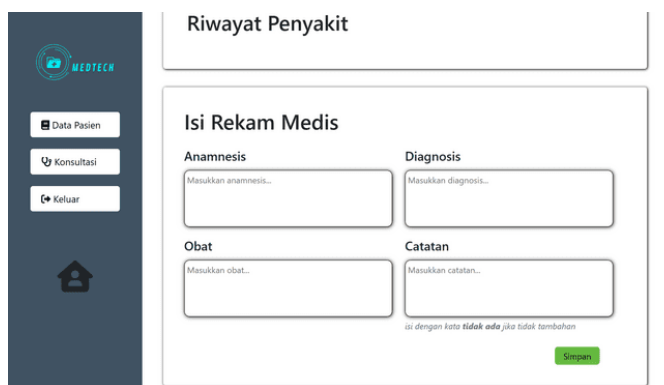 MEDTECH
Data Pasien
Konsultasi
Keluar
Riwayat Penyakit
Isi Rekam Medis
Anamnesis
Masukkan anamnesis...
Diagnosis
Masukkan diagnosis...
Obat
Masukkan obat...
Catatan
Masukkan catatan...
isi dengan kata tidak ada jika tidak tambahan
Simpan